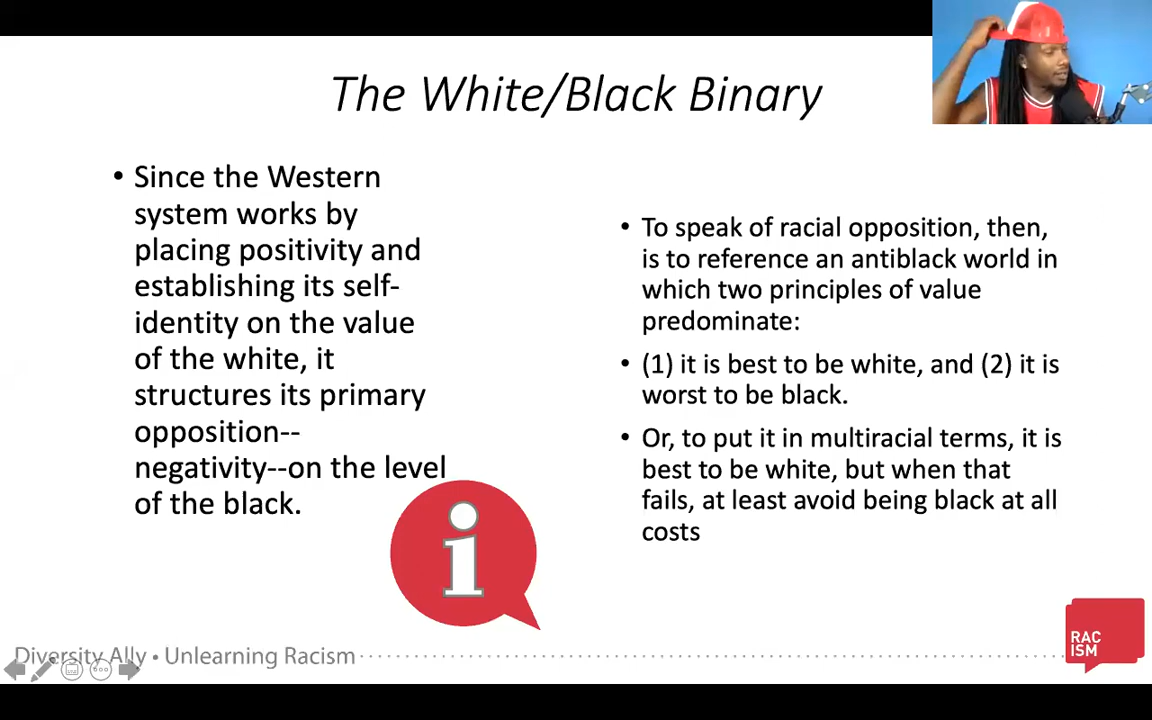 The White/Black Binary
• Since the Western
system works by
placing positivity and
establishing its self-
identity on the value
of the white, it
structures its primary
opposition--
negativity--on the level
of the black.
• To speak of racial opposition, then,
is to reference an antiblack world in
which two principles of value
predominate:
• (1) it is best to be white, and (2) it is
worst to be black.
• Or, to put it in multiracial terms, it is
best to be white, but when that
fails, at least avoid being black at all
costs
i
Diversity Ally • Unlearning Racism
RAC
ISM